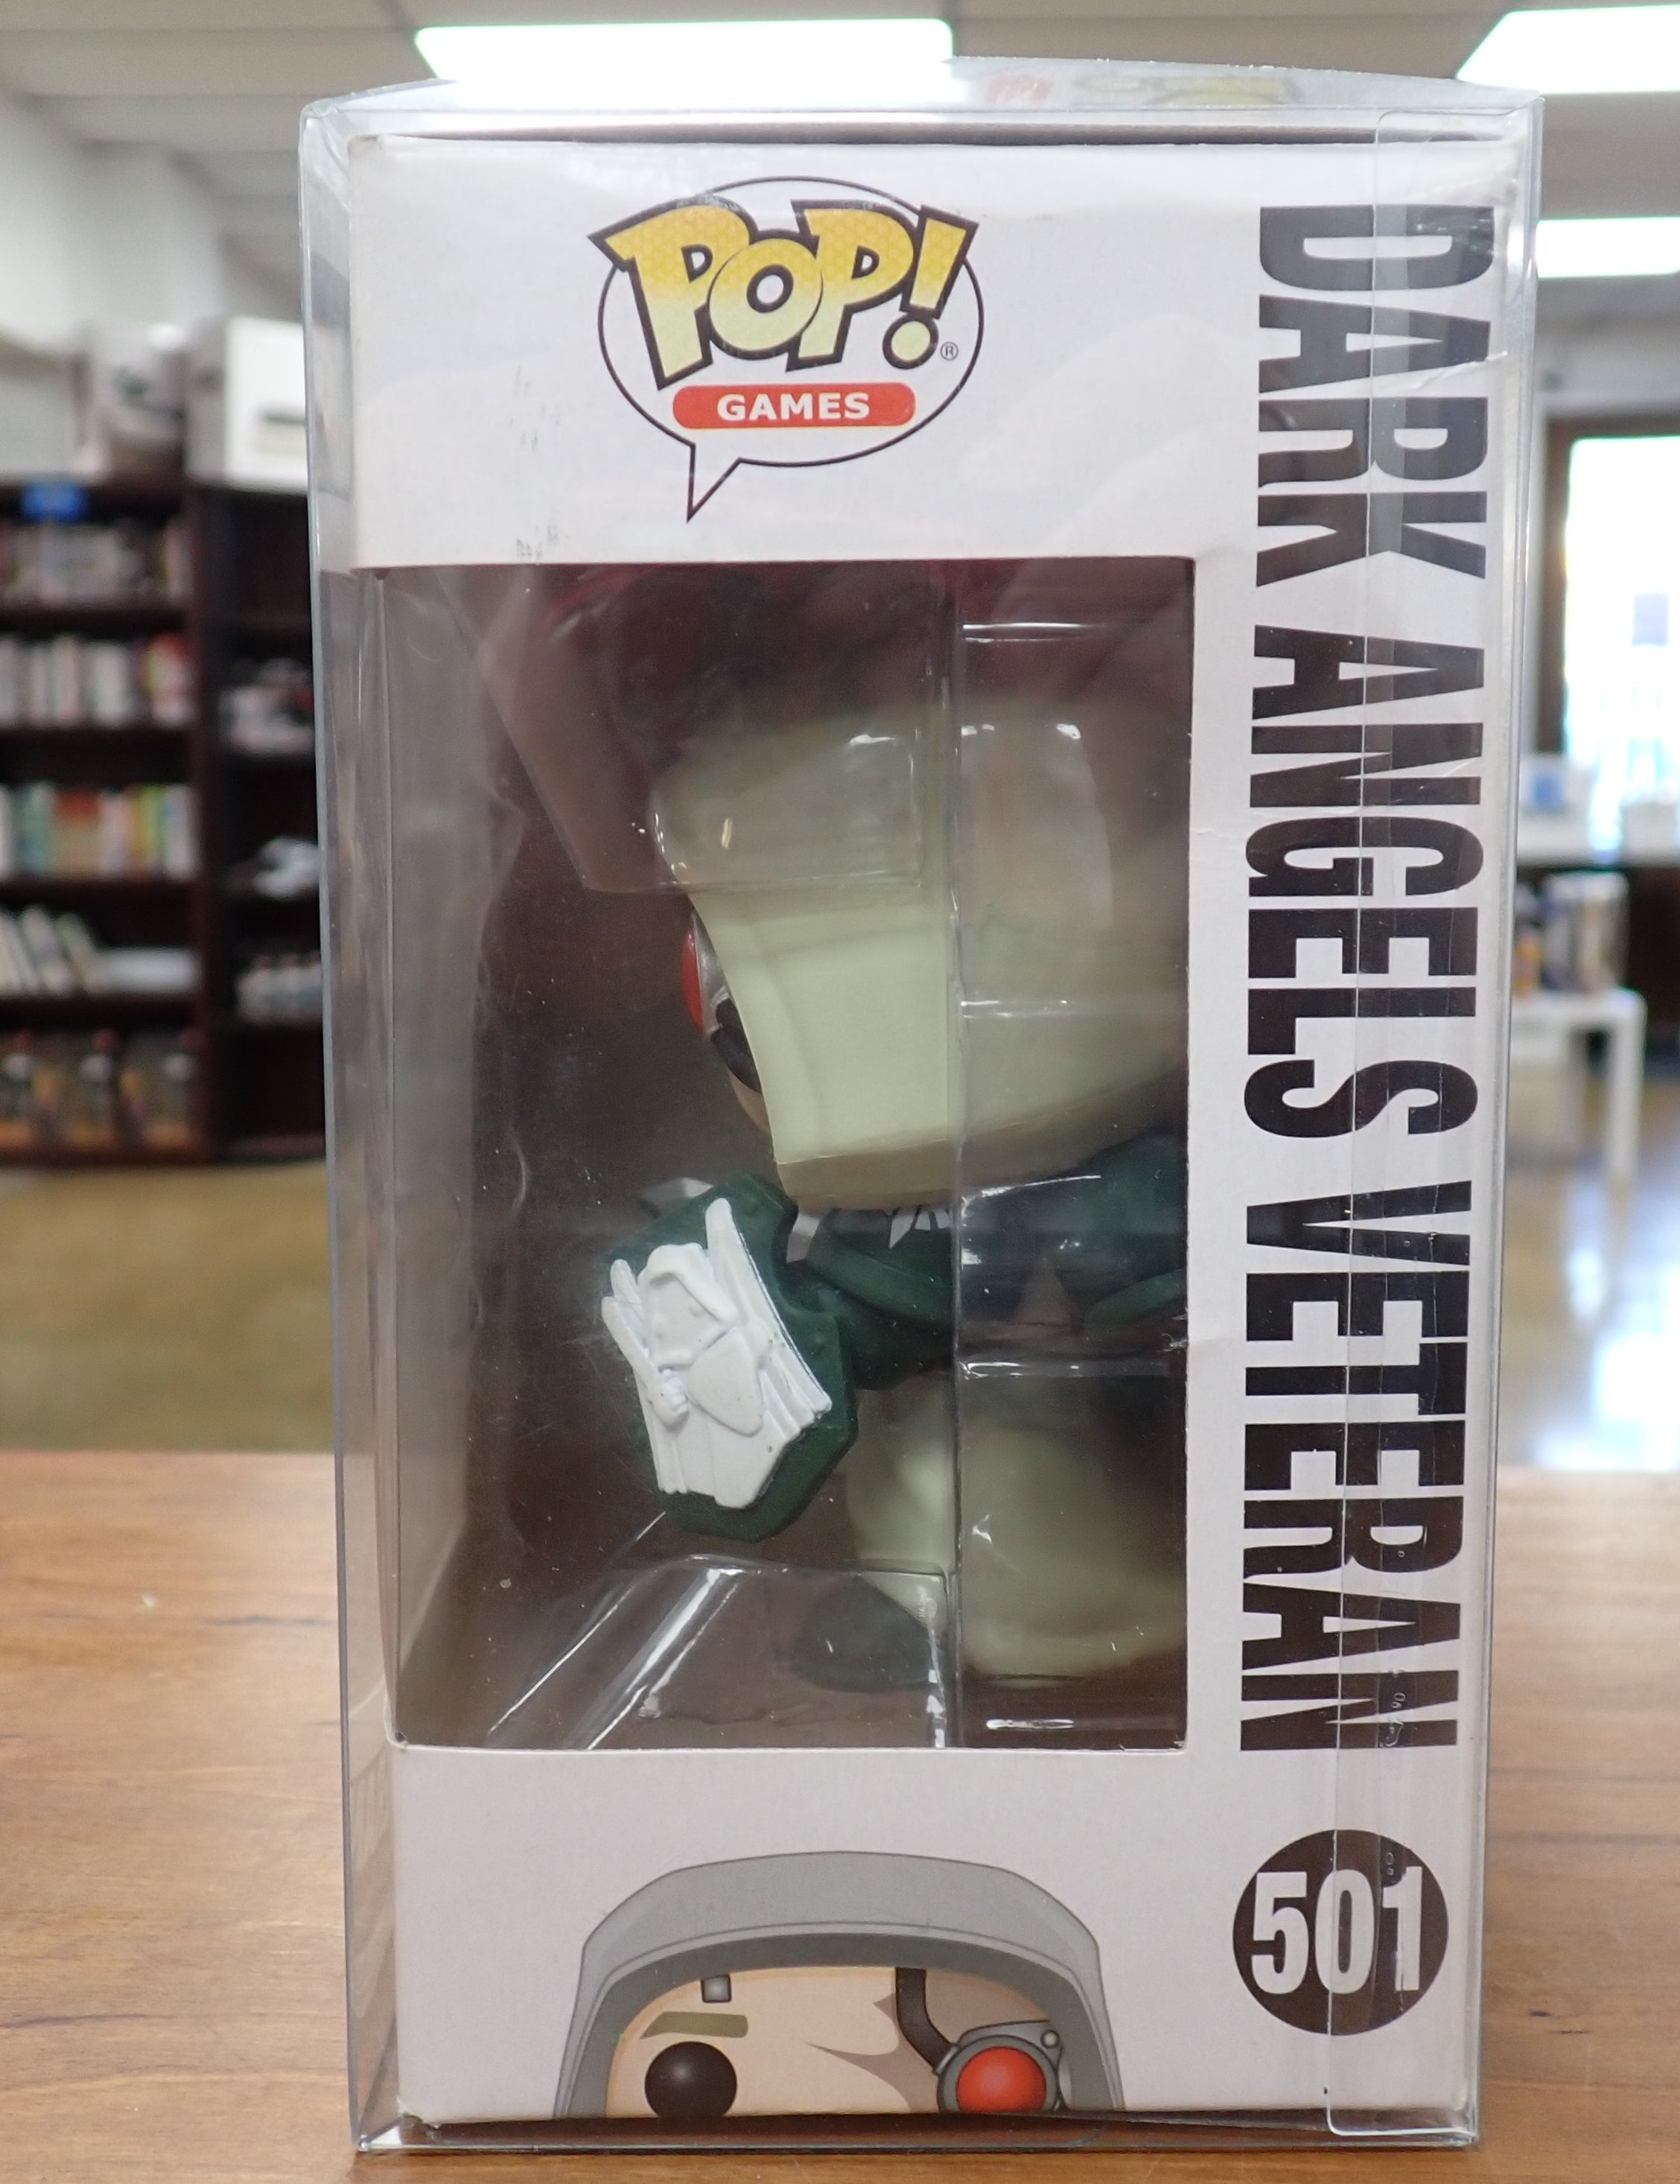 POP!®
GAMES
DARK ANGELS VETERAN
501